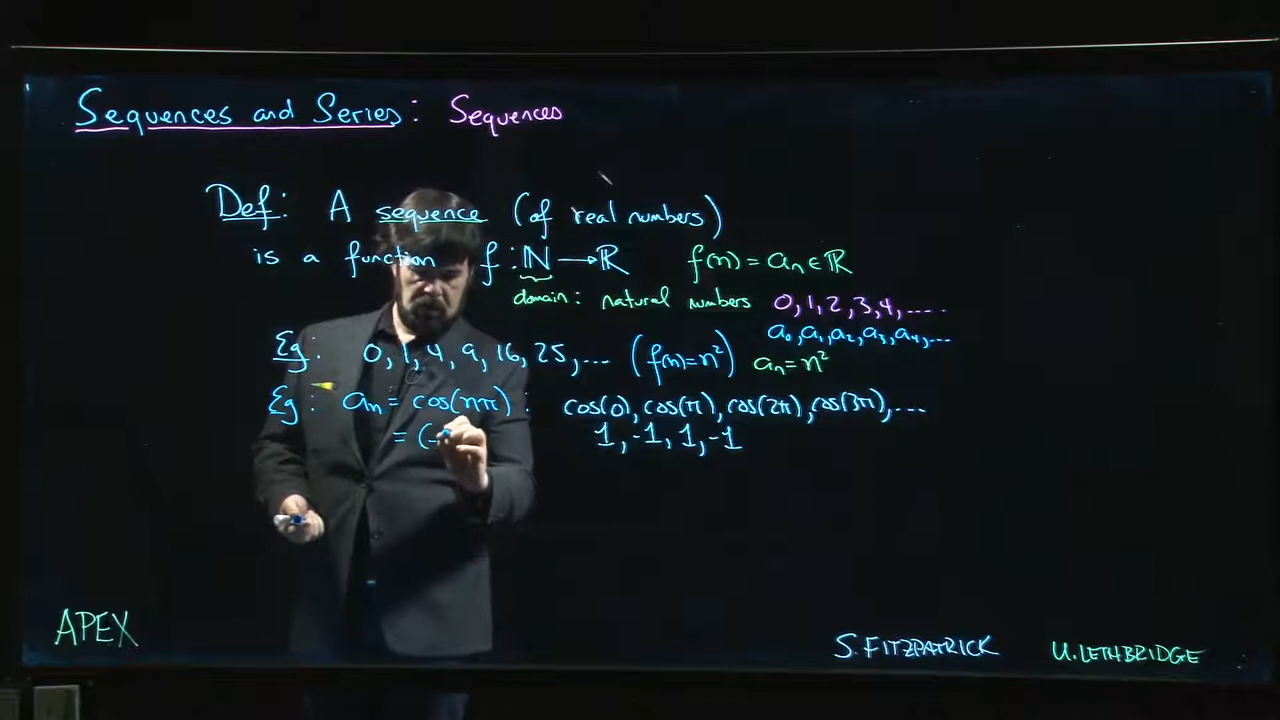 Sequences and Series: Sequences
Def: A sequence (of real numbers)
is a function f: ℕ → ℝ f(n) = aₙ ∈ ℝ
domain: natural numbers 0, 1, 2, 3, 4, ....
a₀, a₁, a₂, a₃, a₄, ...
Eg: 0, 1, 4, 9, 16, 25, ... (f(n) = n²) aₙ = n²
Eg: aₙ = cos(nπ) : cos(0), cos(π), cos(2π), cos(3π), ...
= (- 1, -1, 1, -1
APEX
S. FITZPATRICK
U. LETHBRIDGE